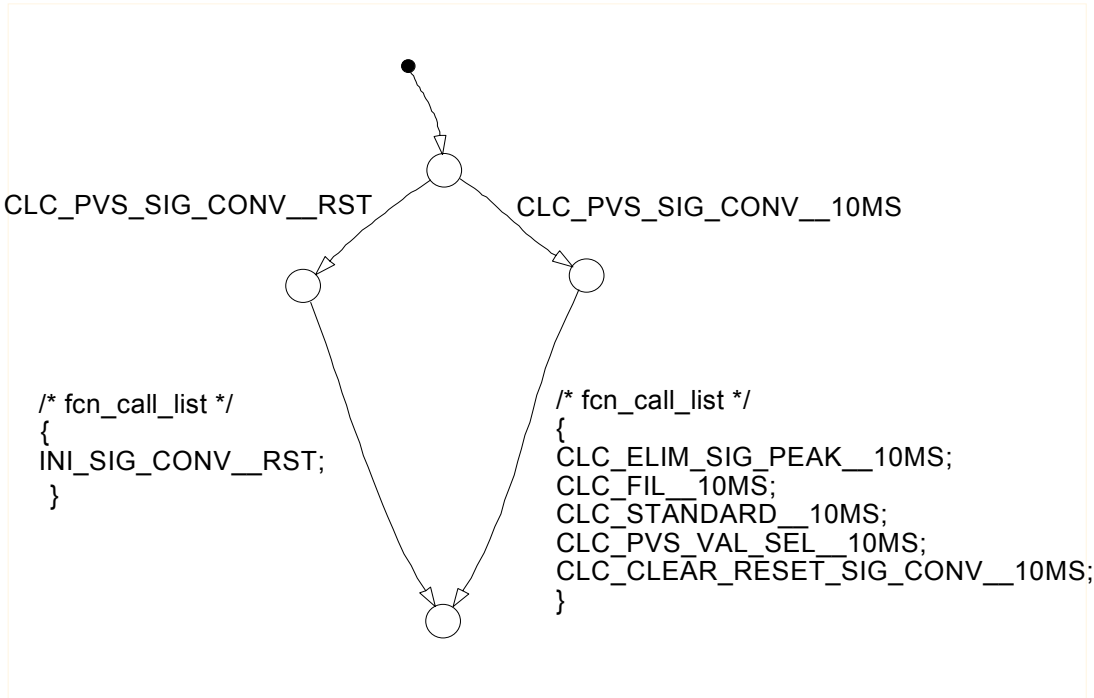 CLC_PVS_SIG_CONV__RST
CLC_PVS_SIG_CONV__10MS
/* fcn_call_list */
{
INI_SIG_CONV__RST;
}
/* fcn_call_list */
{
CLC_ELIM_SIG_PEAK__10MS;
CLC_FIL__10MS;
CLC_STANDARD__10MS;
CLC_PVS_VAL_SEL__10MS;
CLC_CLEAR_RESET_SIG_CONV__10MS;
}